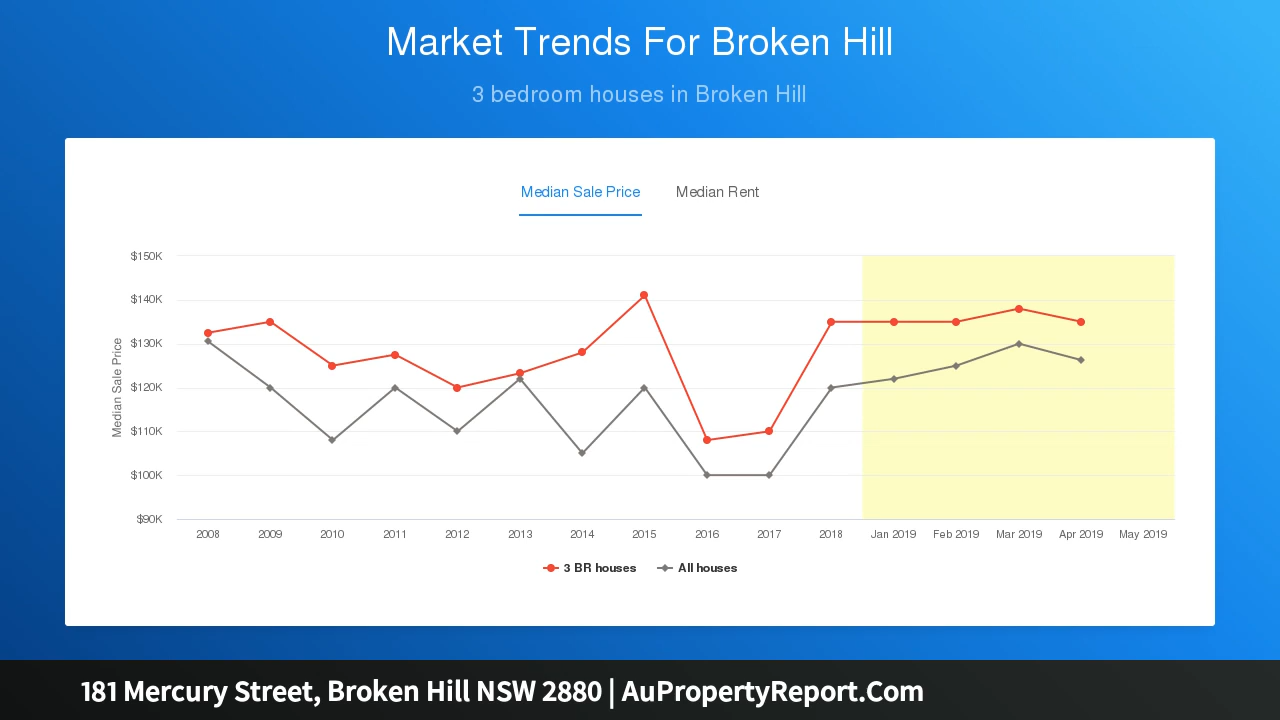 Market Trends For Broken Hill
3 bedroom houses in Broken Hill
Median Sale Price Median Rent
Median Sale Price
$150K
$140K
$130K
$120K
$110K
$100K
$90K
2008 2009 2010 2011 2012 2013 2014 2015 2016 2017 2018 Jan 2019 Feb 2019 Mar 2019 Apr 2019 May 2019
3 BR houses All houses
181 Mercury Street, Broken Hill NSW 2880 | AuPropertyReport.Com